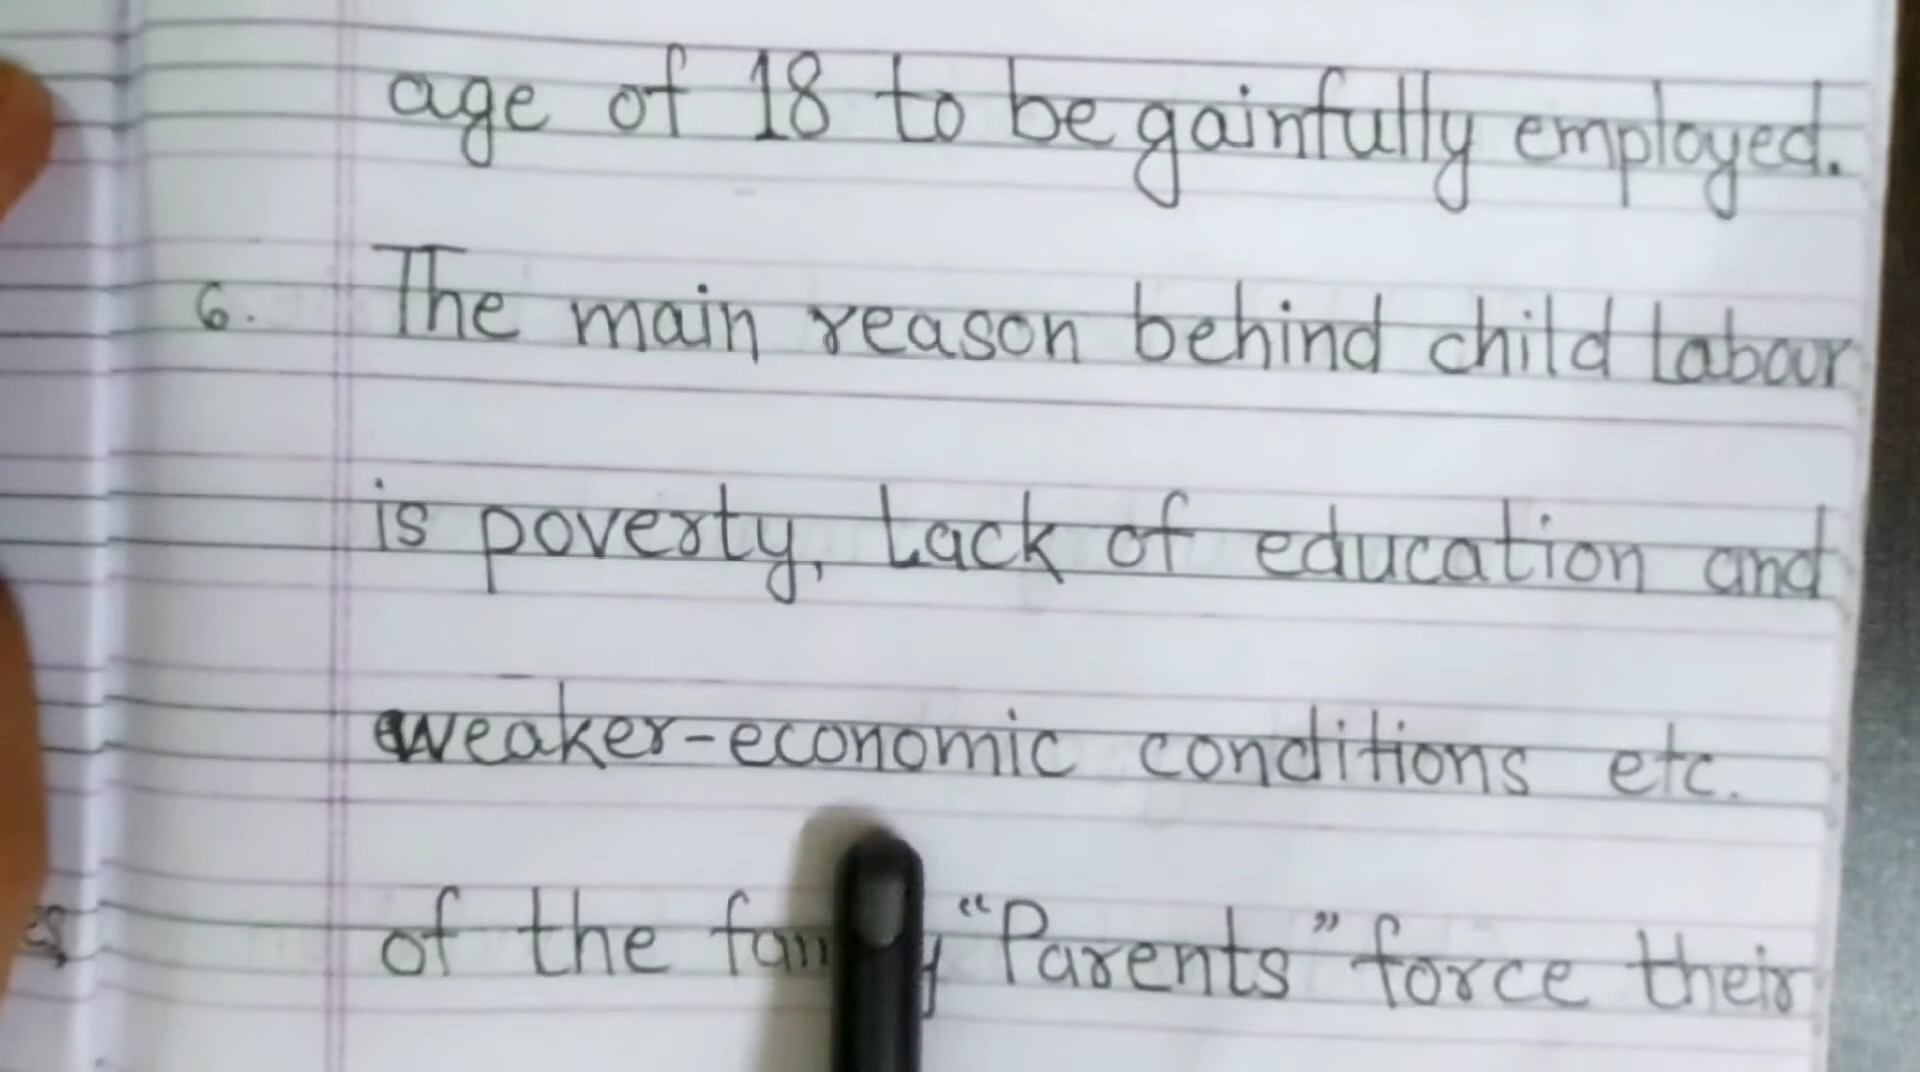 age of 18 to be gainfully employed.
6. The main reason behind child labour
is poverty, Lack of education and
weaker-economic conditions etc.
of the "Parents" force their